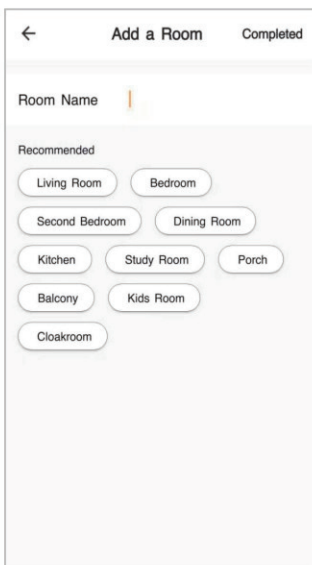 Add a Room Completed
Room Name
Recommended
Living Room Bedroom
Second Bedroom Dining Room
Kitchen Study Room Porch
Balcony Kids Room
Cloakroom